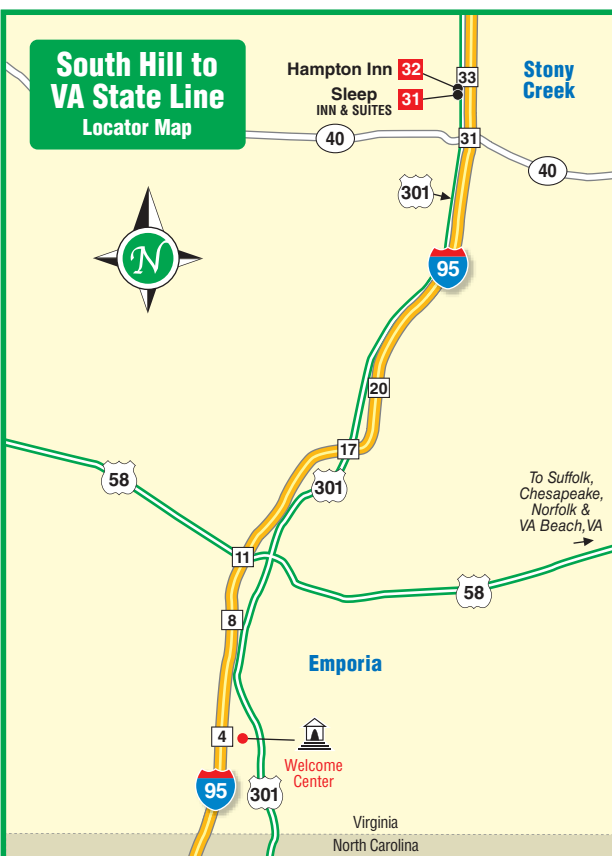 South Hill to
VA State Line
Locator Map
Hampton Inn 32
33
Stony
Creek
Sleep 31
INN & SUITES
40
31
40
301
N
95
20
17
58
301
To Suffolk,
Chesapeake,
Norfolk &
VA Beach,VA
11
58
8
Emporia
4
Welcome
Center
95
301
Virginia
North Carolina